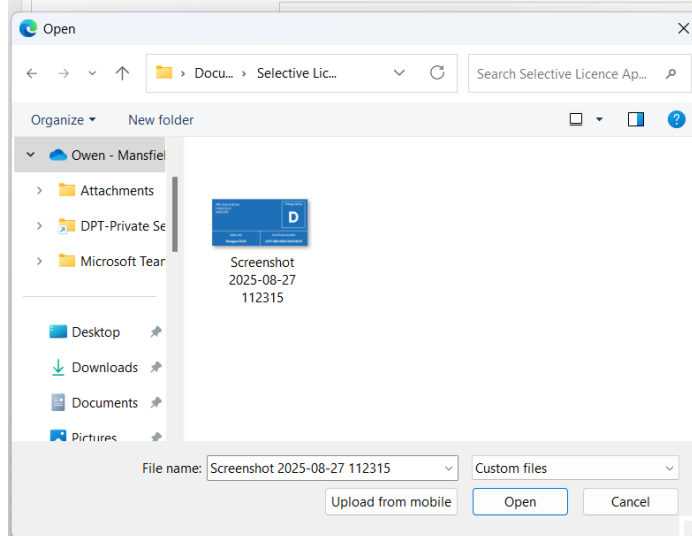 Open
Docu... › Selective Lic...
Search Selective Licence Ap...
Organize
New folder
Owen - Mansfiel
Attachments
DPT-Private Se
Microsoft Tear
Desktop
Downloads
Documents
Pictures
D
Screenshot
2025-08-27
112315
File name:
Screenshot 2025-08-27 112315
Custom files
Upload from mobile
Open
Cancel